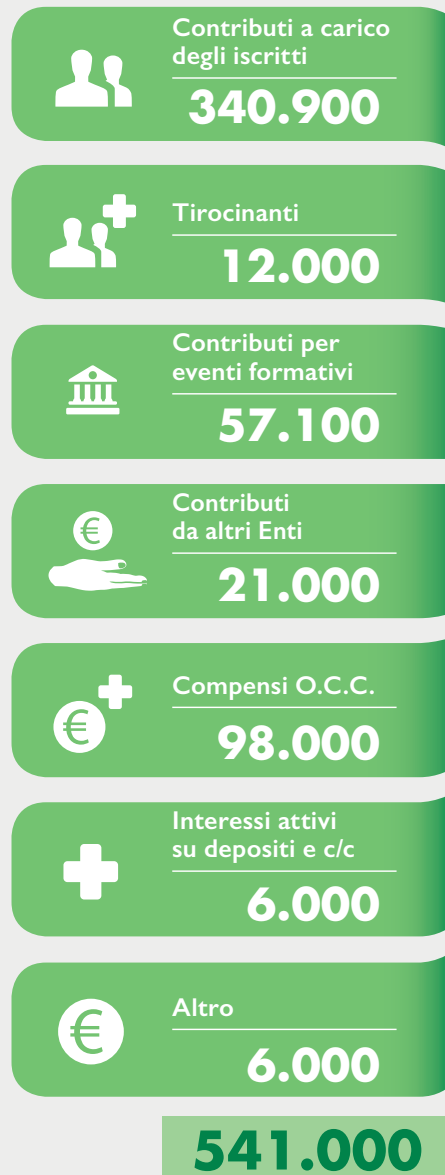 Contributi a carico
degli iscritti
340.900
Tirocinanti
12.000
Contributi per
eventi formativi
57.100
Contributi
da altri Enti
€
21.000
Compensi O.C.C.
€
98.000
Interessi attivi
su depositi e c/c
6.000
Altro
€
6.000
541.000